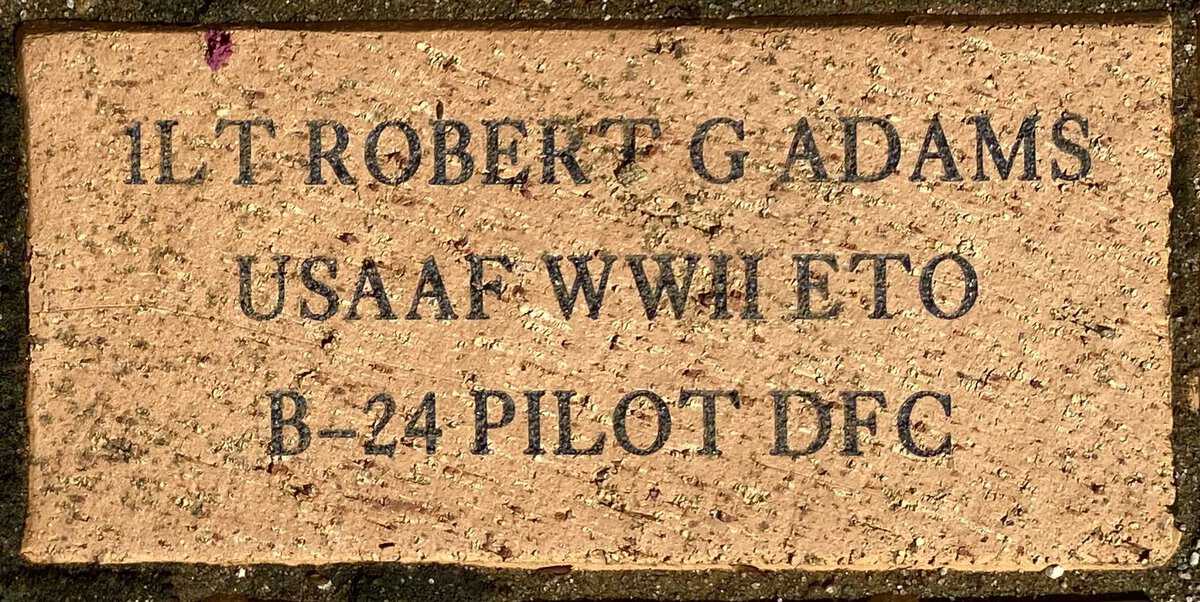 1LT ROBERT G ADAMS
USAAF WWII ETO
B-24 PILOT DFC